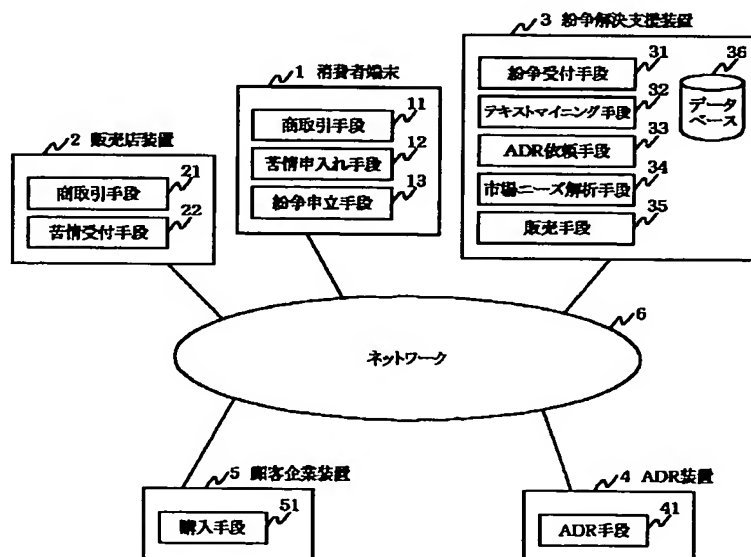 3 紛争解決支援装置
31
紛争受付手段
32
テキストマイニング手段
33
ADR依頼手段
34
市場ニーズ解析手段
35
販売手段
36
データ
ベース
1 消費者端末
11
商取引手段
12
苦情申入れ手段
13
紛争申立手段
2 販売店装置
21
商取引手段
22
苦情受付手段
6
ネットワーク
5 顧客企業装置
51
購入手段
4 ADR装置
41
ADR手段